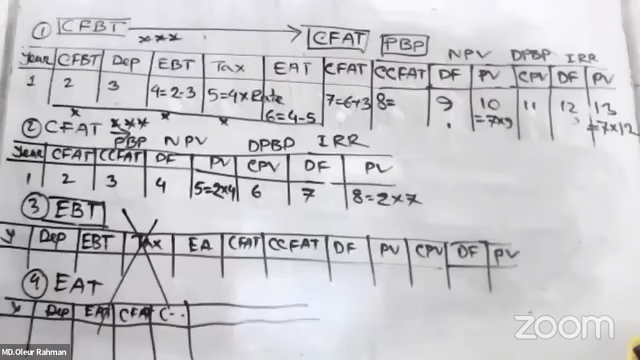 ① CFBT → CFAT PBP
*** NPV DPBP IRR
Year CFBT Dep EBT Tax EAT CFAT CCFAT DF PV CPV DF PV
1 2 3 4=2-3 5=4×Rate 6=4-5 7=6+3 8= 9 10=7×9 11 12 13=7×12
② CFAT *** PBP NPV DPBP IRR
Year CFAT CCFAT DF PV CPV DF PV
1 2 3 4 5=2×4 6 7 8=2×7
③ EBT
Y Dep EBT Tax EA CFAT CCFAT DF PV CPV DF PV
④ EAT
Y Dep EAT CFAT C--
MD.Oleur Rahman
zoom